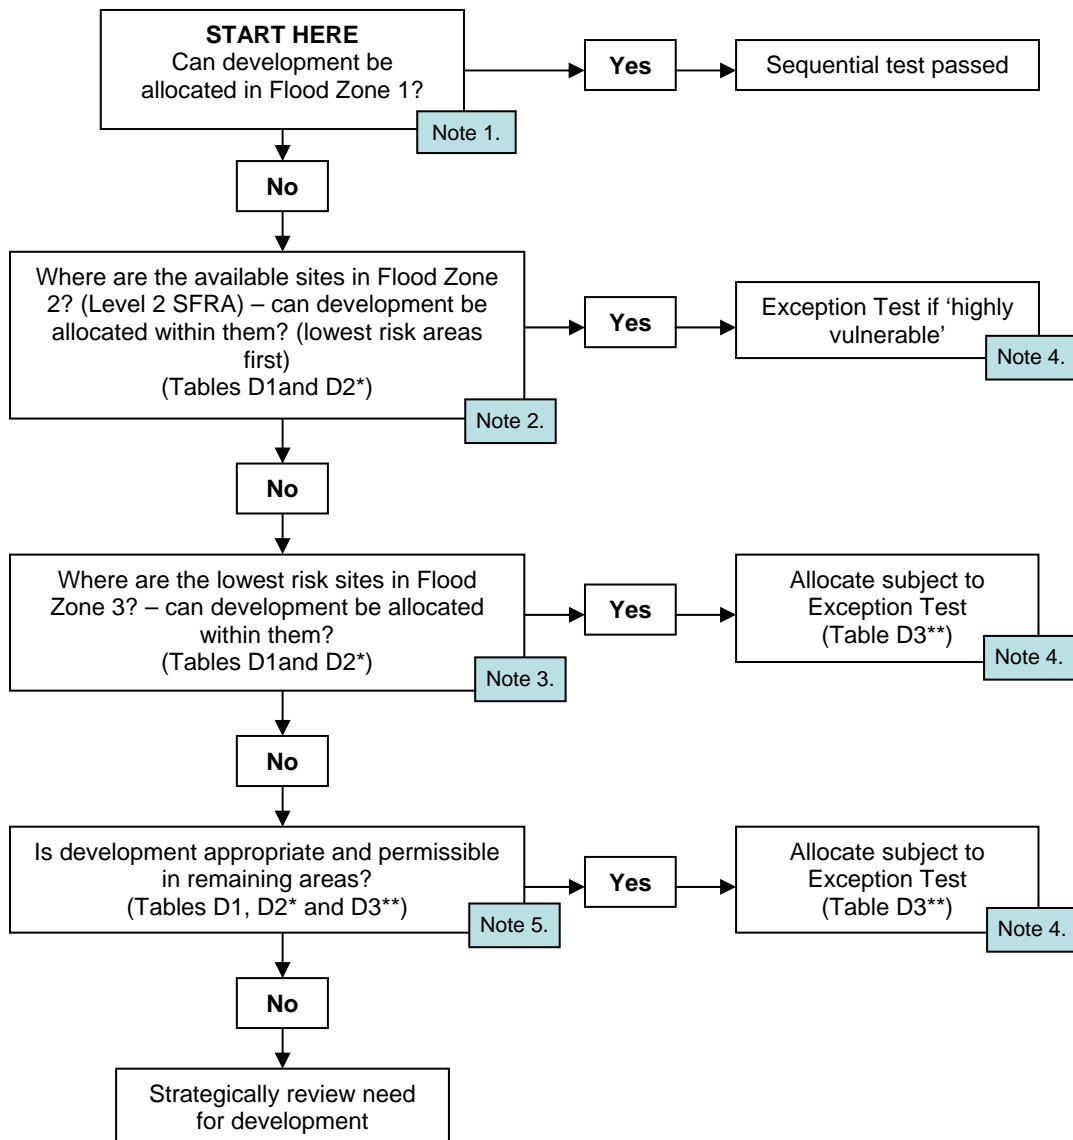 START HERE
Can development be
allocated in Flood Zone 1?
Note 1.
Yes
Sequential test passed
No
Where are the available sites in Flood Zone
2? (Level 2 SFRA) – can development be
allocated within them? (lowest risk areas
first)
(Tables D1and D2*)
Note 2.
Yes
Exception Test if ‘highly
vulnerable’
Note 4.
No
Where are the lowest risk sites in Flood
Zone 3? – can development be allocated
within them?
(Tables D1and D2*)
Note 3.
Yes
Allocate subject to
Exception Test
(Table D3**)
Note 4.
No
Is development appropriate and permissible
in remaining areas?
(Tables D1, D2* and D3**)
Note 5.
Yes
Allocate subject to
Exception Test
(Table D3**)
Note 4.
No
Strategically review need
for development